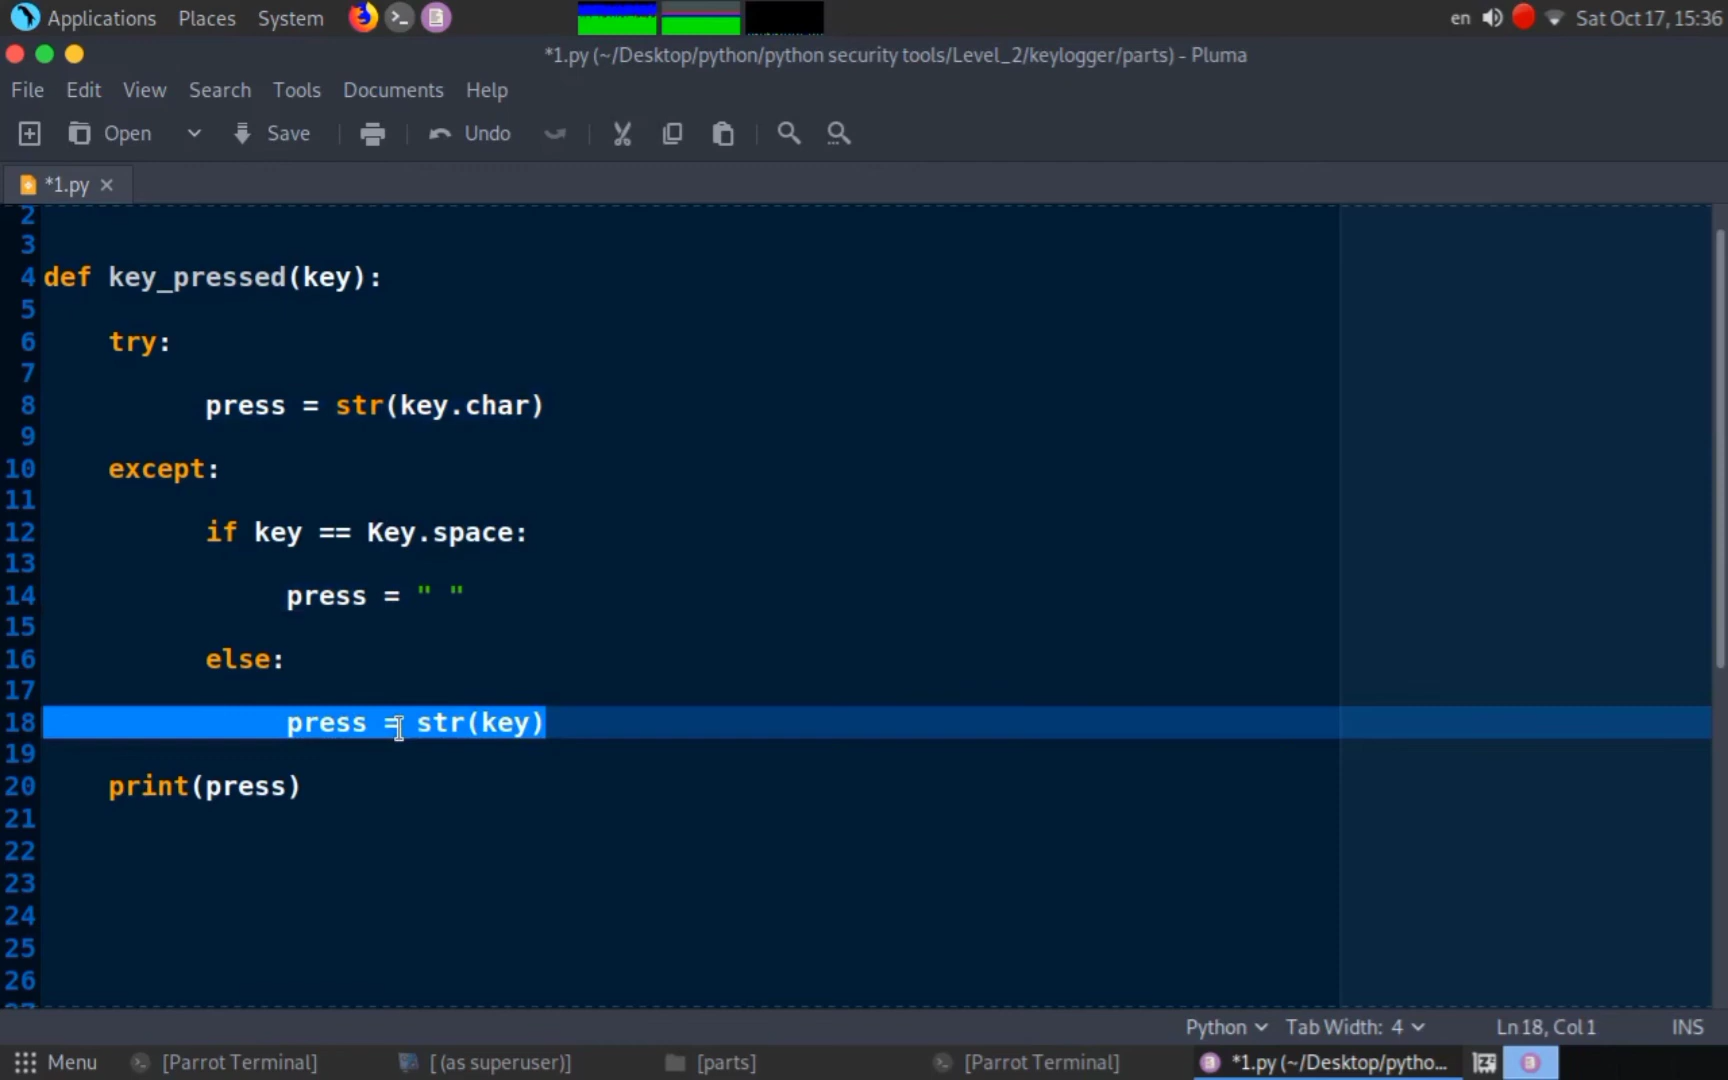 Applications Places System en Sat Oct 17, 15:36
*1.py (~/Desktop/python/python security tools/Level_2/keylogger/parts) - Pluma
File Edit View Search Tools Documents Help
Open Save Undo
*1.py
2
3
4 def key_pressed(key):
5
6 try:
7
8 press = str(key.char)
9
10 except:
11
12 if key == Key.space:
13
14 press = " "
15
16 else:
17
18 press = str(key)
19
20 print(press)
21
22
23
24
25
26
Python Tab Width: 4 Ln 18, Col 1 INS
Menu [Parrot Terminal] [ (as superuser)] [parts] [Parrot Terminal] *1.py (~/Desktop/pytho...